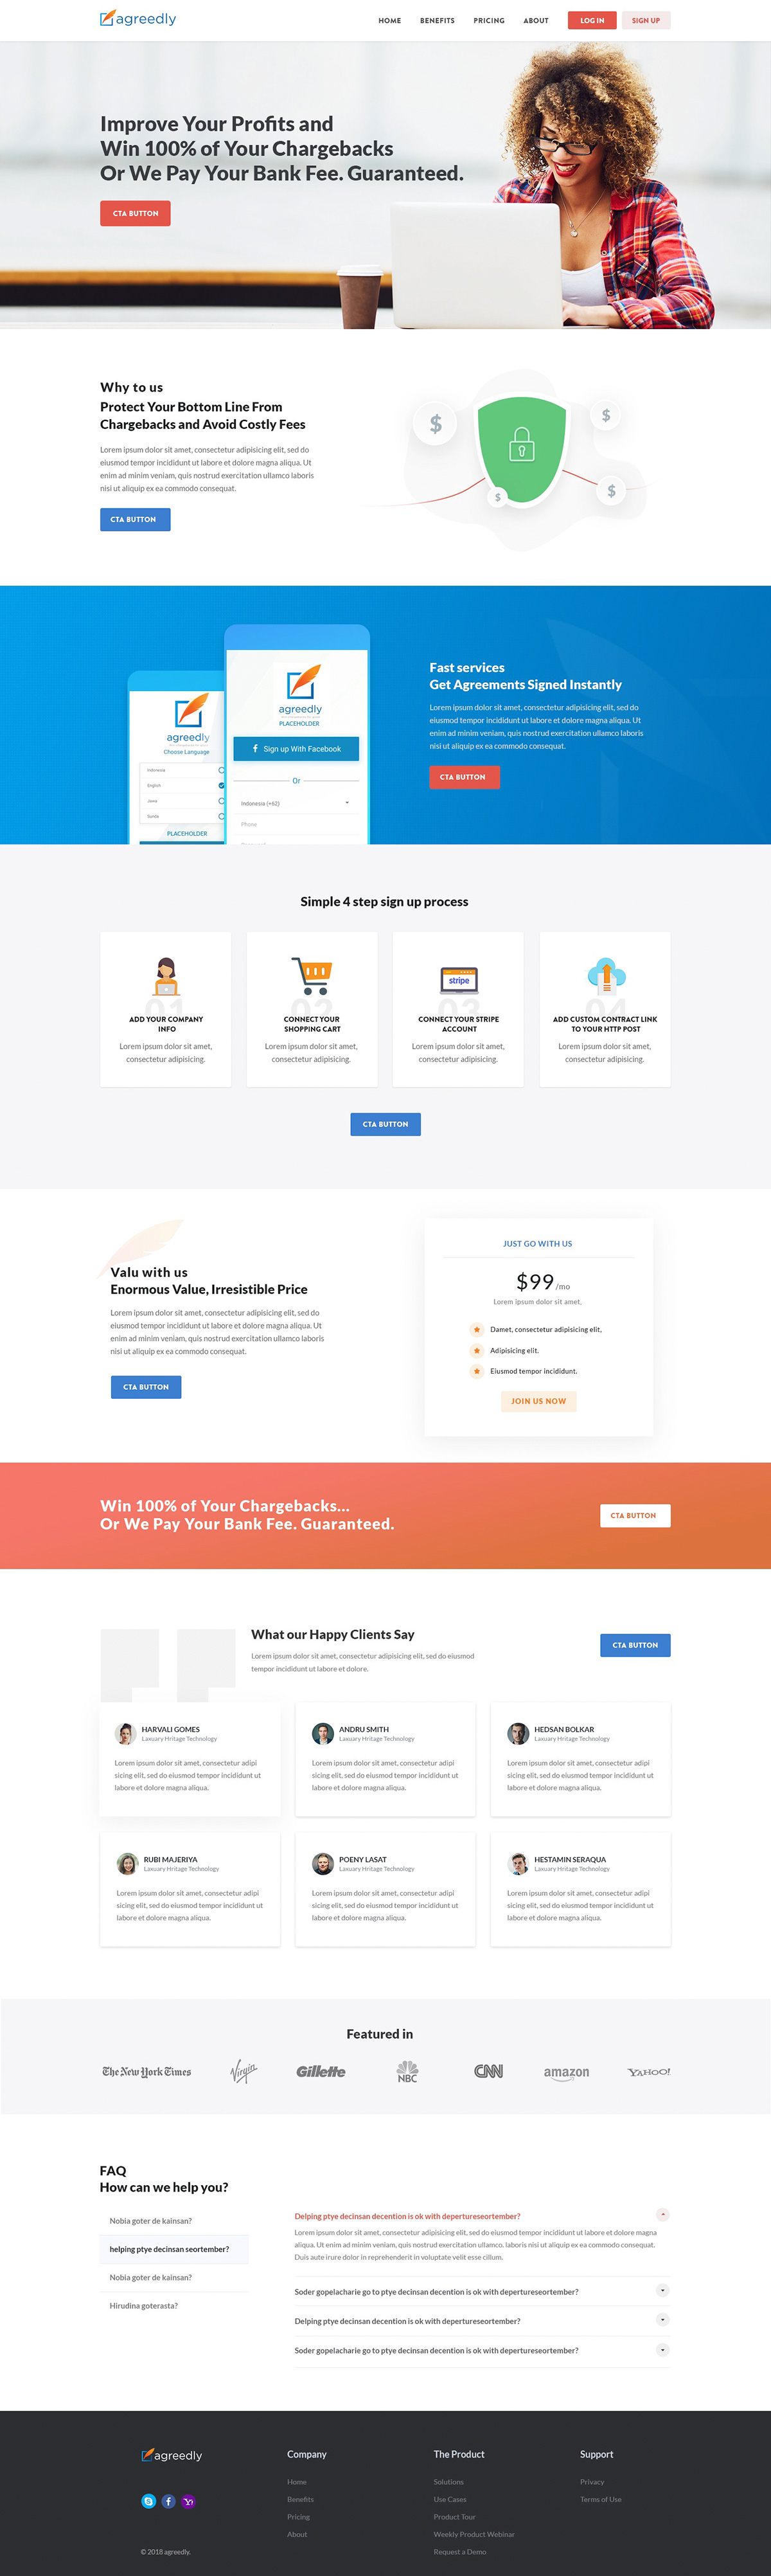 agreedly
HOME BENEFITS PRICING ABOUT LOG IN SIGN UP
Improve Your Profits and
Win 100% of Your Chargebacks
Or We Pay Your Bank Fee. Guaranteed.
CTA BUTTON
Why to us
Protect Your Bottom Line From
Chargebacks and Avoid Costly Fees
Lorem ipsum dolor sit amet, consectetur adipisicing elit, sed do
eiusmod tempor incididunt ut labore et dolore magna aliqua. Ut
enim ad minim veniam, quis nostrud exercitation ullamco laboris
nisi ut aliquip ex ea commodo consequat.
CTA BUTTON
$
$
$
$
agreedly
Choose Language
Indonesia
English
Jawa
Sunda
PLACEHOLDER
agreedly
PLACEHOLDER
Sign up With Facebook
Or
Indonesia (+62)
Phone
Fast services
Get Agreements Signed Instantly
Lorem ipsum dolor sit amet, consectetur adipisicing elit, sed do
eiusmod tempor incididunt ut labore et dolore magna aliqua. Ut
enim ad minim veniam, quis nostrud exercitation ullamco laboris
nisi ut aliquip ex ea commodo consequat.
CTA BUTTON
Simple 4 step sign up process
01
ADD YOUR COMPANY
INFO
Lorem ipsum dolor sit amet,
consectetur adipisicing.
02
CONNECT YOUR
SHOPPING CART
Lorem ipsum dolor sit amet,
consectetur adipisicing.
stripe
03
CONNECT YOUR STRIPE
ACCOUNT
Lorem ipsum dolor sit amet,
consectetur adipisicing.
04
ADD CUSTOM CONTRACT LINK
TO YOUR HTTP POST
Lorem ipsum dolor sit amet,
consectetur adipisicing.
CTA BUTTON
Valu with us
Enormous Value, Irresistible Price
Lorem ipsum dolor sit amet, consectetur adipisicing elit, sed do
eiusmod tempor incididunt ut labore et dolore magna aliqua. Ut
enim ad minim veniam, quis nostrud exercitation ullamco laboris
nisi ut aliquip ex ea commodo consequat.
CTA BUTTON
JUST GO WITH US
$99/mo
Lorem ipsum dolor sit amet,
Damet, consectetur adipisicing elit,
Adipisicing elit.
Eiusmod tempor incididunt.
JOIN US NOW
Win 100% of Your Chargebacks...
Or We Pay Your Bank Fee. Guaranteed.
CTA BUTTON
What our Happy Clients Say
Lorem ipsum dolor sit amet, consectetur adipisicing elit, sed do eiusmod
tempor incididunt ut labore et dolore.
CTA BUTTON
HARVALI GOMES
Laxuary Hritage Technology
Lorem ipsum dolor sit amet, consectetur adipi
sicing elit, sed do eiusmod tempor incididunt ut
labore et dolore magna aliqua.
ANDRU SMITH
Laxuary Hritage Technology
Lorem ipsum dolor sit amet, consectetur adipi
sicing elit, sed do eiusmod tempor incididunt ut
labore et dolore magna aliqua.
HEDSAN BOLKAR
Laxuary Hritage Technology
Lorem ipsum dolor sit amet, consectetur adipi
sicing elit, sed do eiusmod tempor incididunt ut
labore et dolore magna aliqua.
RUBI MAJERIYA
Laxuary Hritage Technology
Lorem ipsum dolor sit amet, consectetur adipi
sicing elit, sed do eiusmod tempor incididunt ut
labore et dolore magna aliqua.
POENY LASAT
Laxuary Hritage Technology
Lorem ipsum dolor sit amet, consectetur adipi
sicing elit, sed do eiusmod tempor incididunt ut
labore et dolore magna aliqua.
HESTAMIN SERAQUA
Laxuary Hritage Technology
Lorem ipsum dolor sit amet, consectetur adipi
sicing elit, sed do eiusmod tempor incididunt ut
labore et dolore magna aliqua.
Featured in
The New York Times
Virgin
Gillette
NBC
CNN
amazon
YAHOO!
FAQ
How can we help you?
Nobia goter de kainsan?
helping ptye decinsan seortember?
Nobia goter de kainsan?
Hirudina goterasta?
Delping ptye decinsan decention is ok with depertureseortember?
Lorem ipsum dolor sit amet, consectetur adipisicing elit, sed do eiusmod tempor incididunt ut labore et dolore magna
aliqua. Ut enim ad minim veniam, quis nostrud exercitation ullamco. laboris nisi ut aliquip ex ea commodo consequat.
Duis aute irure dolor in reprehenderit in voluptate velit esse cillum.
Soder gopelacharie go to ptye decinsan decention is ok with depertureseortember?
Delping ptye decinsan decention is ok with depertureseortember?
Soder gopelacharie go to ptye decinsan decention is ok with depertureseortember?
agreedly
© 2018 agreedly.
Company
Home
Benefits
Pricing
About
The Product
Solutions
Use Cases
Product Tour
Weekly Product Webinar
Request a Demo
Support
Privacy
Terms of Use